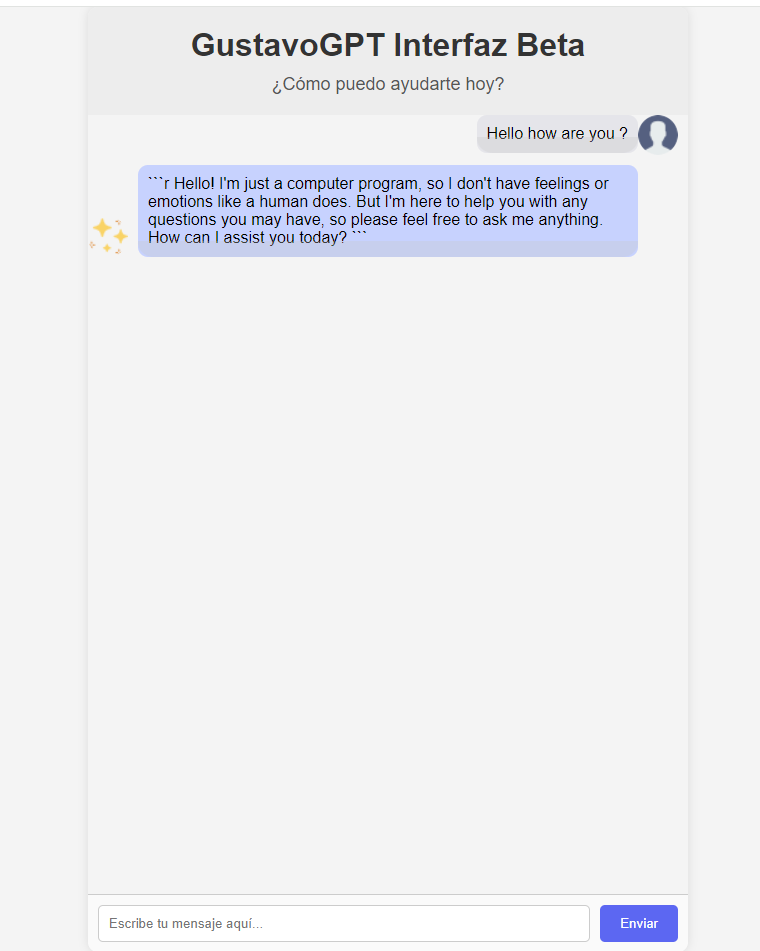 GustavoGPT Interfaz Beta
¿Cómo puedo ayudarte hoy?
Hello how are you ?
```r Hello! I'm just a computer program, so I don't have feelings or
emotions like a human does. But I'm here to help you with any
questions you may have, so please feel free to ask me anything.
How can I assist you today? ```
Escribe tu mensaje aquí...
Enviar